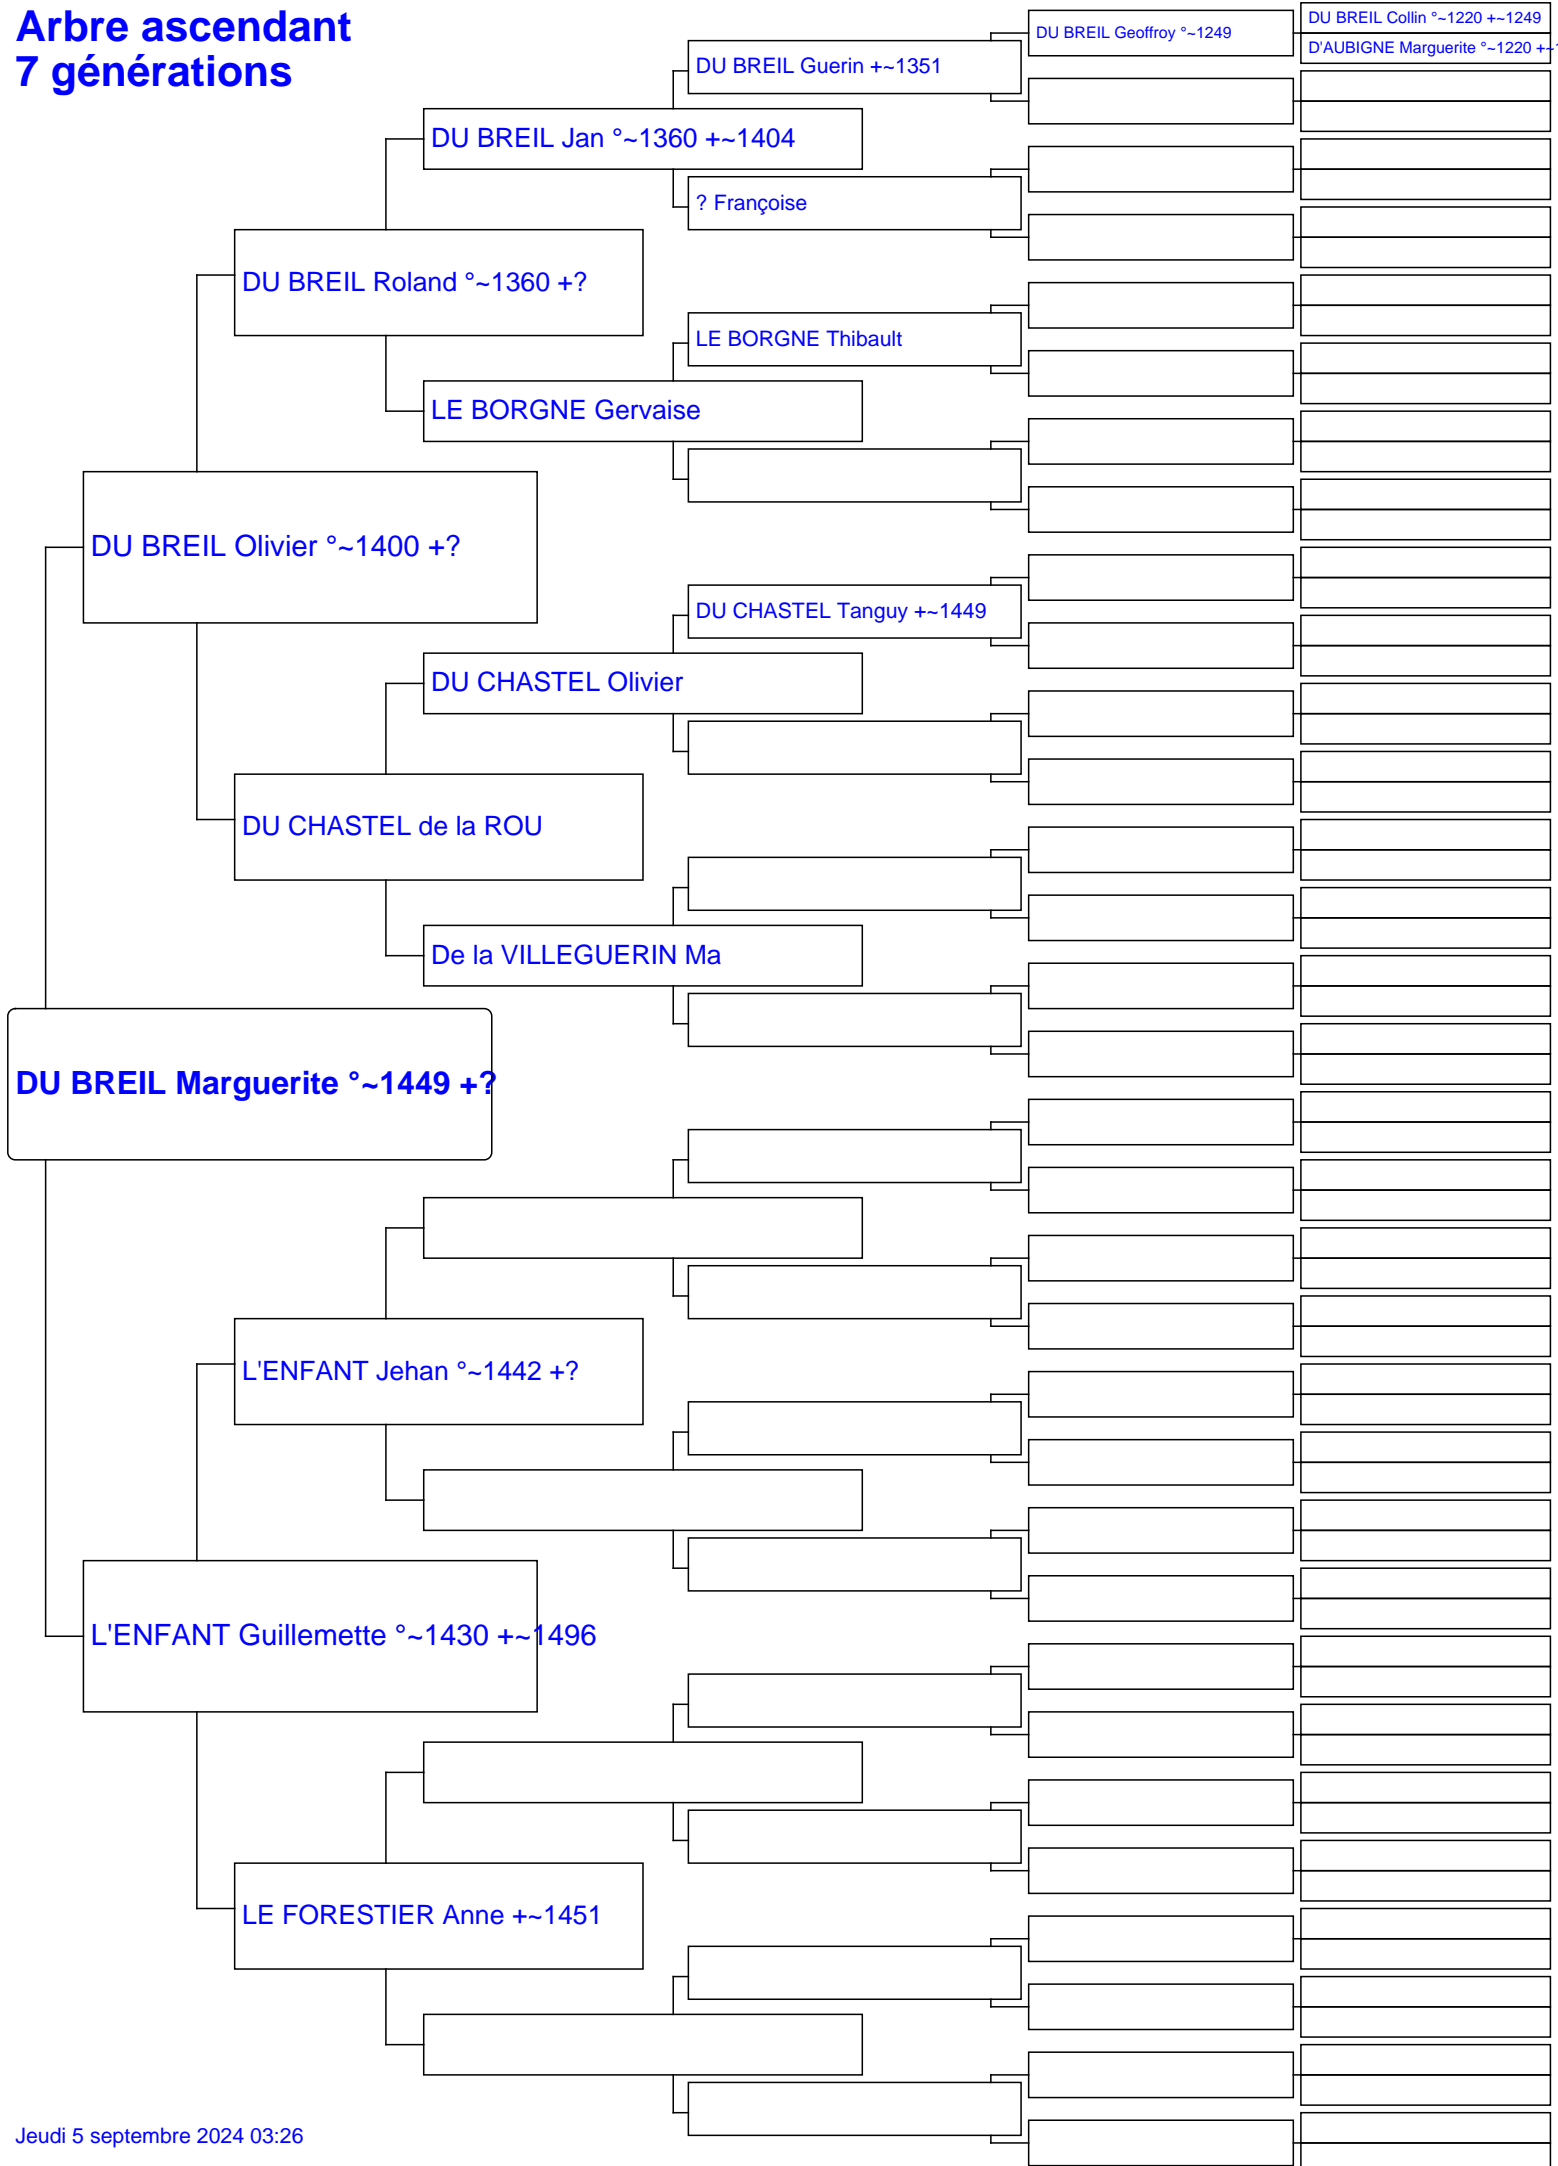 Arbre ascendant
7 générations
DU BREIL Collin °~1220 +~1249
DU BREIL Geoffroy °~1249
D'AUBIGNE Marguerite °~1220 +~
DU BREIL Guerin +~1351
DU BREIL Jan °~1360 +~1404
? Françoise
DU BREIL Roland °~1360 +?
LE BORGNE Thibault
LE BORGNE Gervaise
DU BREIL Olivier °~1400 +?
DU CHASTEL Tanguy +~1449
DU CHASTEL Olivier
DU CHASTEL de la ROU
De la VILLEGUERIN Ma
DU BREIL Marguerite °~1449 +?
L'ENFANT Jehan °~1442 +?
L'ENFANT Guillemette °~1430 +~1496
LE FORESTIER Anne +~1451
Jeudi 5 septembre 2024 03:26